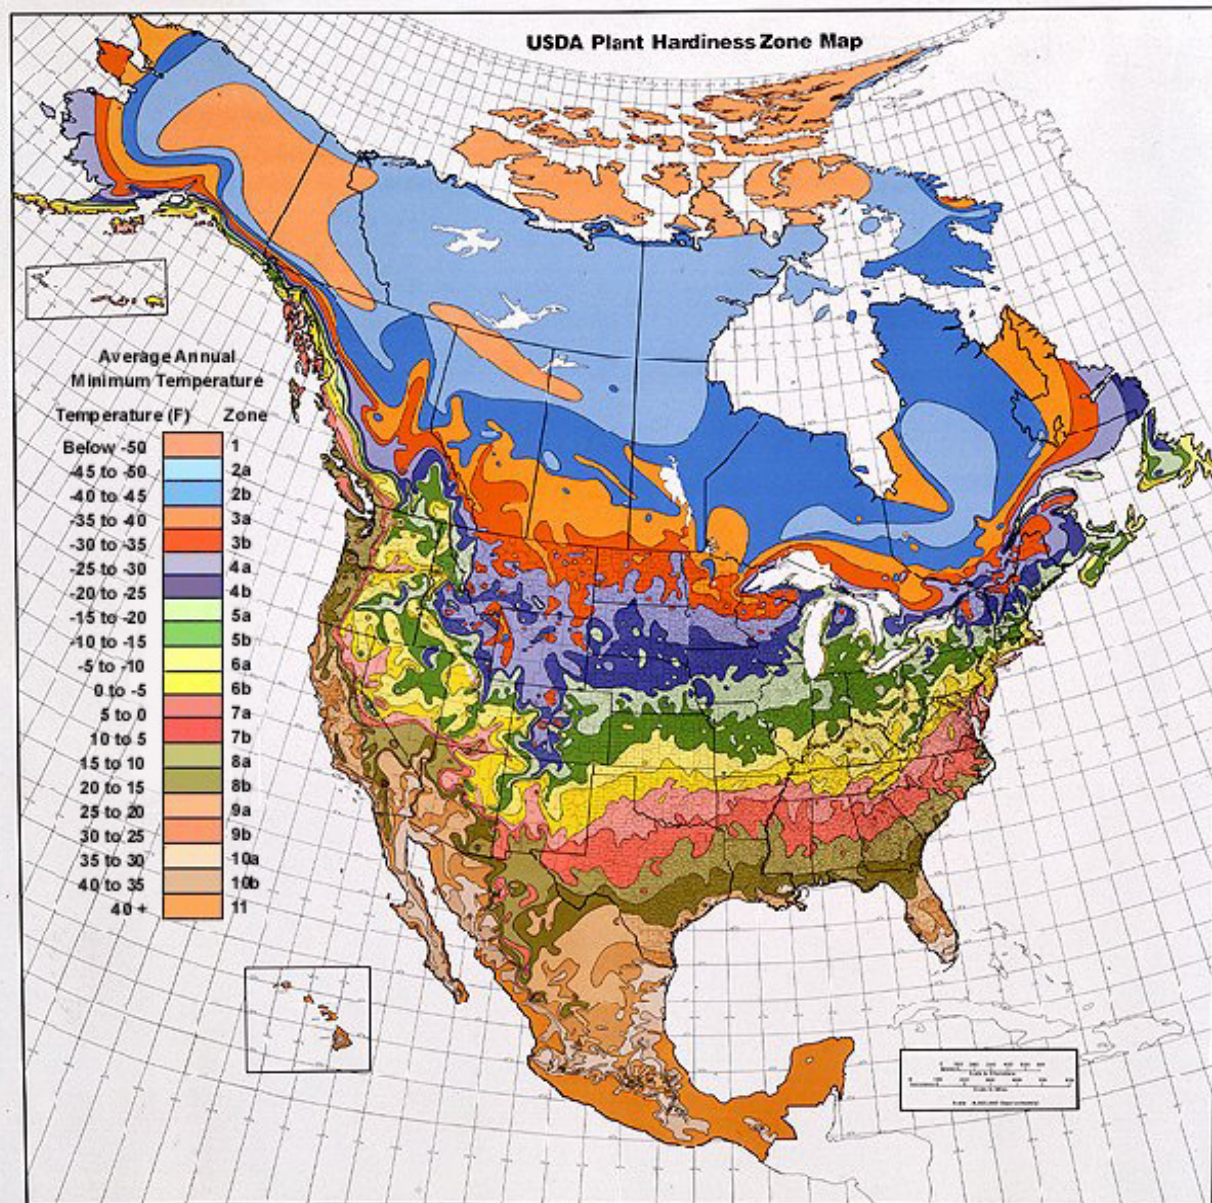 USDA Plant Hardiness Zone Map
Average Annual
Minimum Temperature
Temperature (F) Zone
Below -50 1
-45 to -50 2a
-40 to -45 2b
-35 to -40 3a
-30 to -35 3b
-25 to -30 4a
-20 to -25 4b
-15 to -20 5a
-10 to -15 5b
-5 to -10 6a
0 to -5 6b
5 to 0 7a
10 to 5 7b
15 to 10 8a
20 to 15 8b
25 to 20 9a
30 to 25 9b
35 to 30 10a
40 to 35 10b
40 + 11